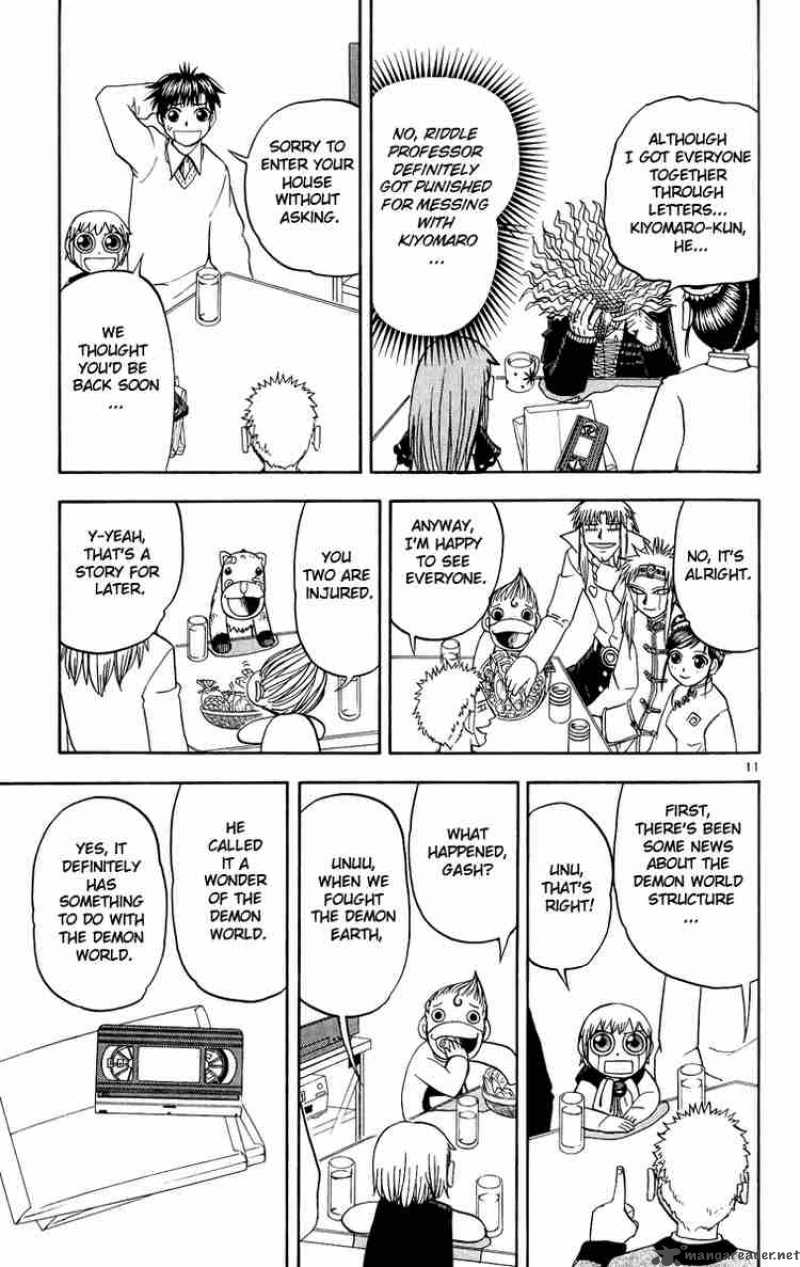 ALTHOUGH
I GOT EVERYONE
TOGETHER
THROUGH
LETTERS...
KIYOMARO-KUN,
HE...
NO, RIDDLE
PROFESSOR
DEFINITELY
GOT PUNISHED
FOR MESSING
WITH
KIYOMARO
...
SORRY TO
ENTER YOUR
HOUSE
WITHOUT
ASKING.
WE
THOUGHT
YOU'D BE
BACK SOON
...
NO, IT'S
ALRIGHT.
ANYWAY,
I'M HAPPY
TO SEE
EVERYONE.
YOU
TWO ARE
INJURED.
Y-YEAH,
THAT'S A
STORY FOR
LATER.
11
FIRST,
THERE'S BEEN
SOME NEWS
ABOUT THE
DEMON WORLD
STRUCTURE
...
UNU,
THAT'S
RIGHT!
WHAT
HAPPENED,
GASH?
UNUU,
WHEN WE
FOUGHT
THE DEMON
EARTH,
HE
CALLED
IT A
WONDER
OF THE
DEMON
WORLD.
YES, IT
DEFINITELY
HAS
SOMETHING
TO DO WITH
THE DEMON
WORLD.
mangareader.net